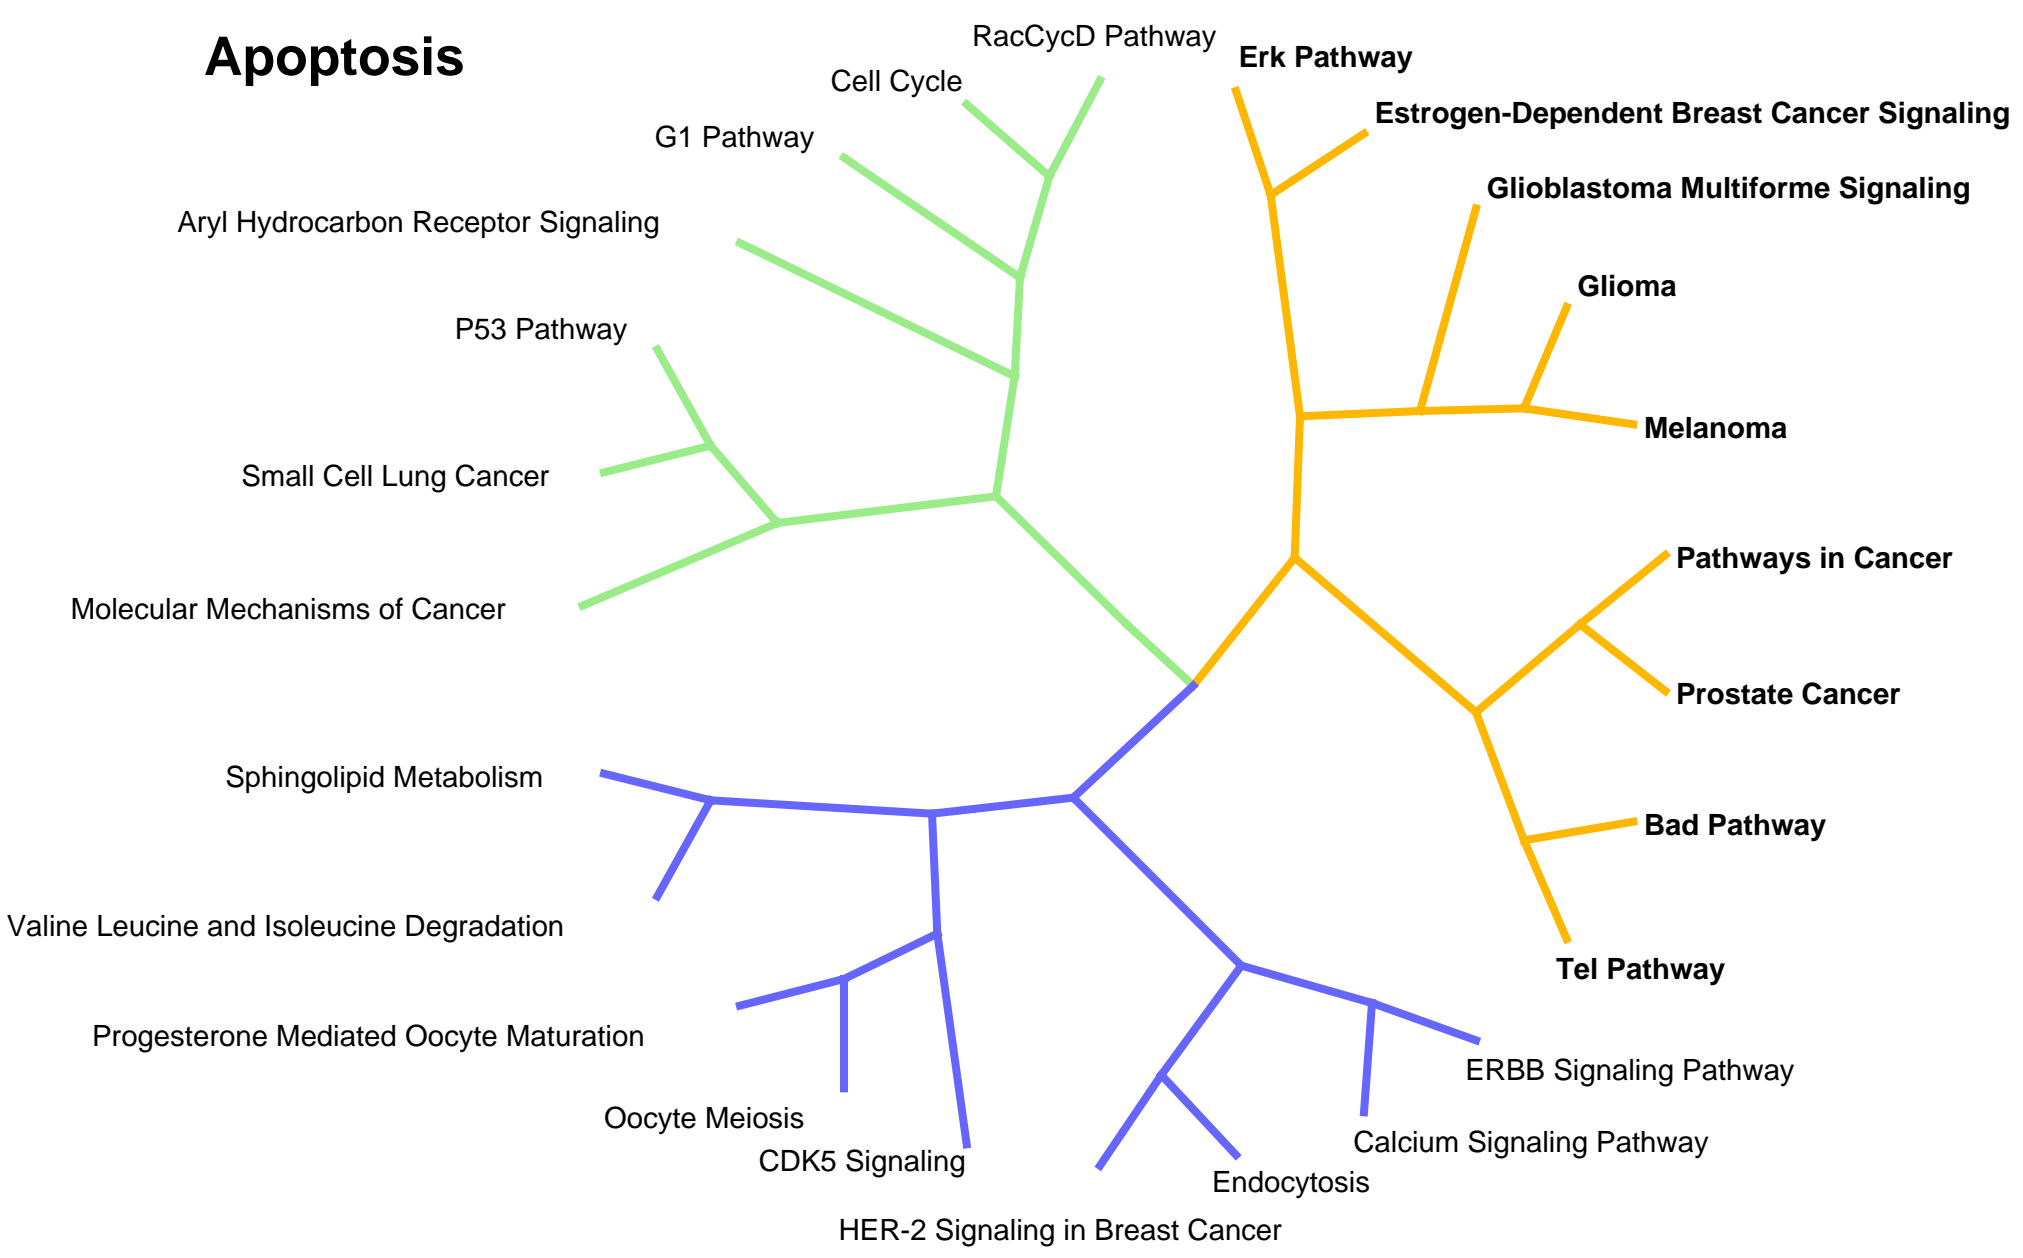 Apoptosis
RacCycD Pathway
Erk Pathway
Cell Cycle
Estrogen-Dependent Breast Cancer Signaling
G1 Pathway
Glioblastoma Multiforme Signaling
Aryl Hydrocarbon Receptor Signaling
Glioma
P53 Pathway
Melanoma
Small Cell Lung Cancer
Pathways in Cancer
Molecular Mechanisms of Cancer
Prostate Cancer
Sphingolipid Metabolism
Bad Pathway
Valine Leucine and Isoleucine Degradation
Tel Pathway
Progesterone Mediated Oocyte Maturation
ERBB Signaling Pathway
Oocyte Meiosis
Calcium Signaling Pathway
CDK5 Signaling
Endocytosis
HER-2 Signaling in Breast Cancer